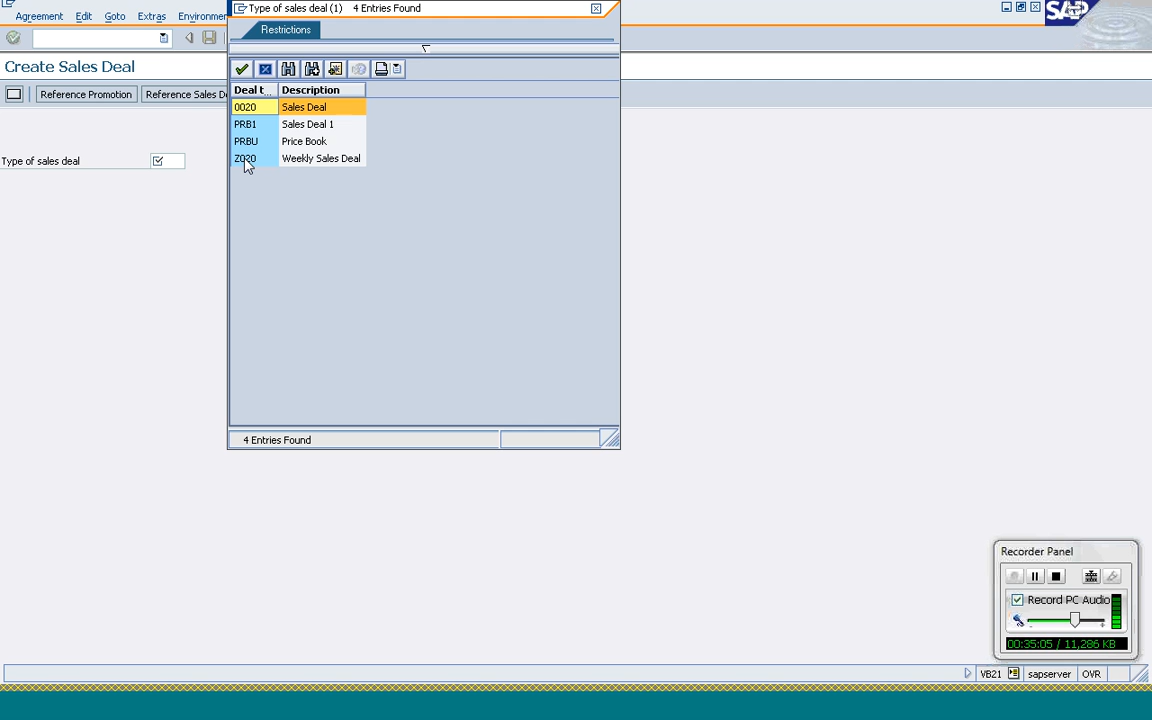 Type of sales deal (1) 4 Entries Found
Agreement Edit Goto Extras Environmen
SAP
Restrictions
Create Sales Deal
Reference Promotion Reference Sales De
Deal t... Description
0020 Sales Deal
PRB1 Sales Deal 1
PRBU Price Book
Z020 Weekly Sales Deal
Type of sales deal
4 Entries Found
Recorder Panel
Record PC Audio
00:35:05 / 11,286 KB
VB21 sapserver OVR